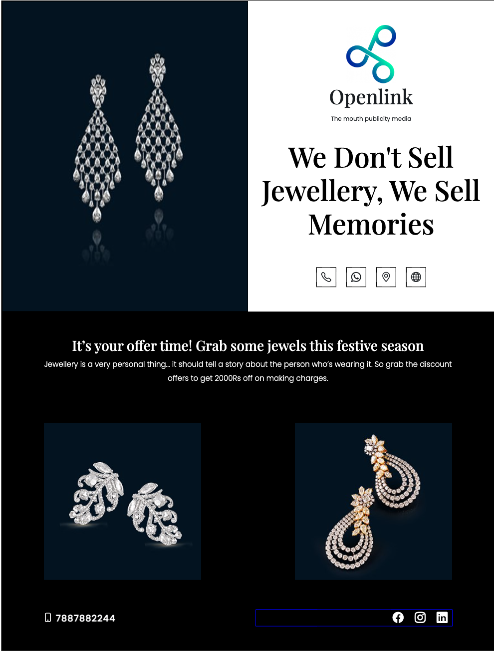 Openlink
The mouth publicity media
We Don't Sell
Jewellery, We Sell
Memories
It's your offer time! Grab some jewels this festive season
Jewellery is a very personal thing... it should tell a story about the person who's wearing it. So grab the discount
offers to get 2000Rs off on making charges.
7887882244